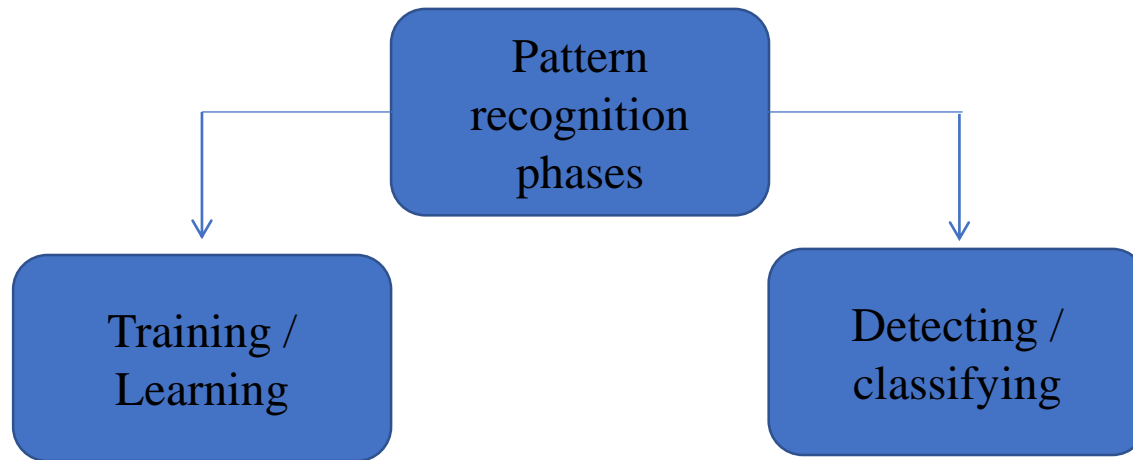 Pattern
recognition
phases
Training /
Learning
Detecting /
classifying